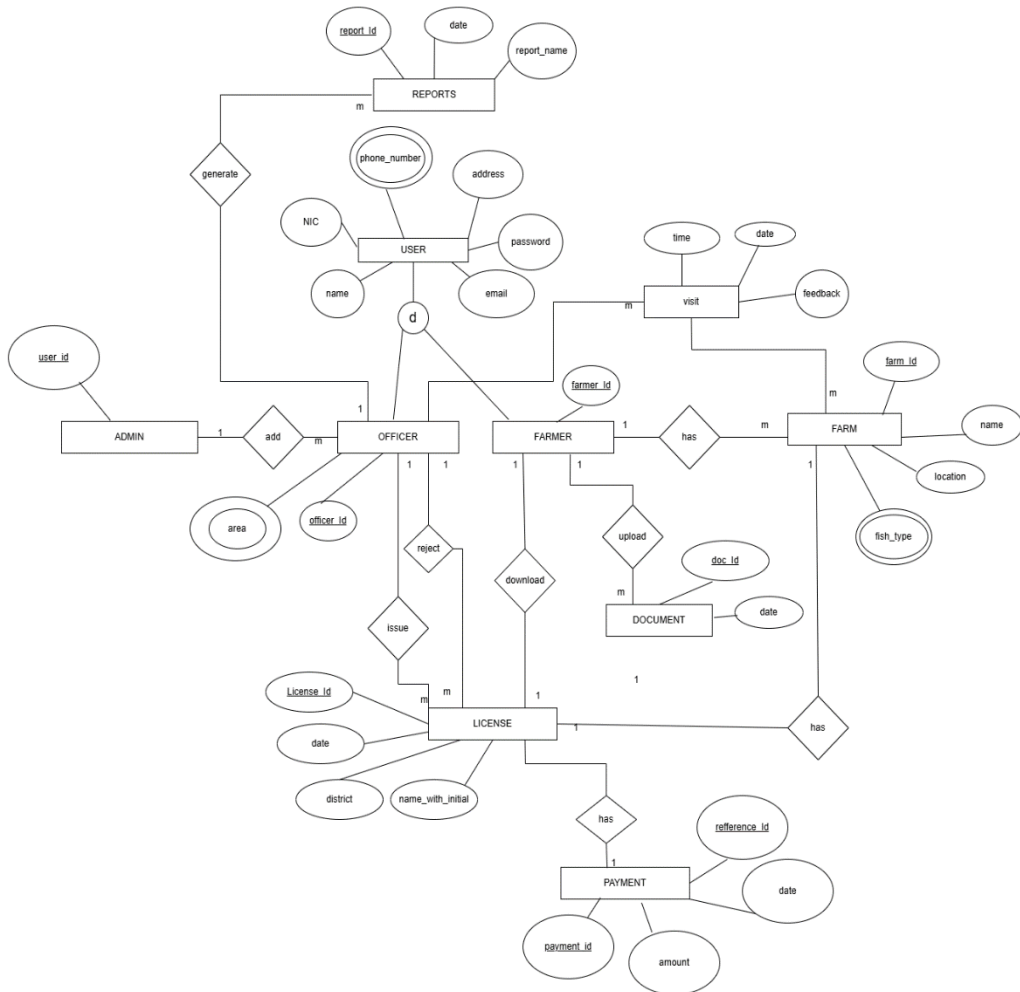 report_Id
date
report_name
REPORTS
m
generate
phone_number
address
NIC
USER
password
name
email
time
date
m
visit
feedback
d
user_id
farmer_Id
farm_Id
m
1
ADMIN
1
add
m
OFFICER
FARMER
1
has
m
FARM
name
1
1
1
1
1
location
area
officer_Id
reject
upload
fish_type
download
doc_Id
m
DOCUMENT
date
issue
1
License_Id
m
m
1
LICENSE
1
has
date
district
name_with_initial
has
refference_Id
1
PAYMENT
date
payment_id
amount